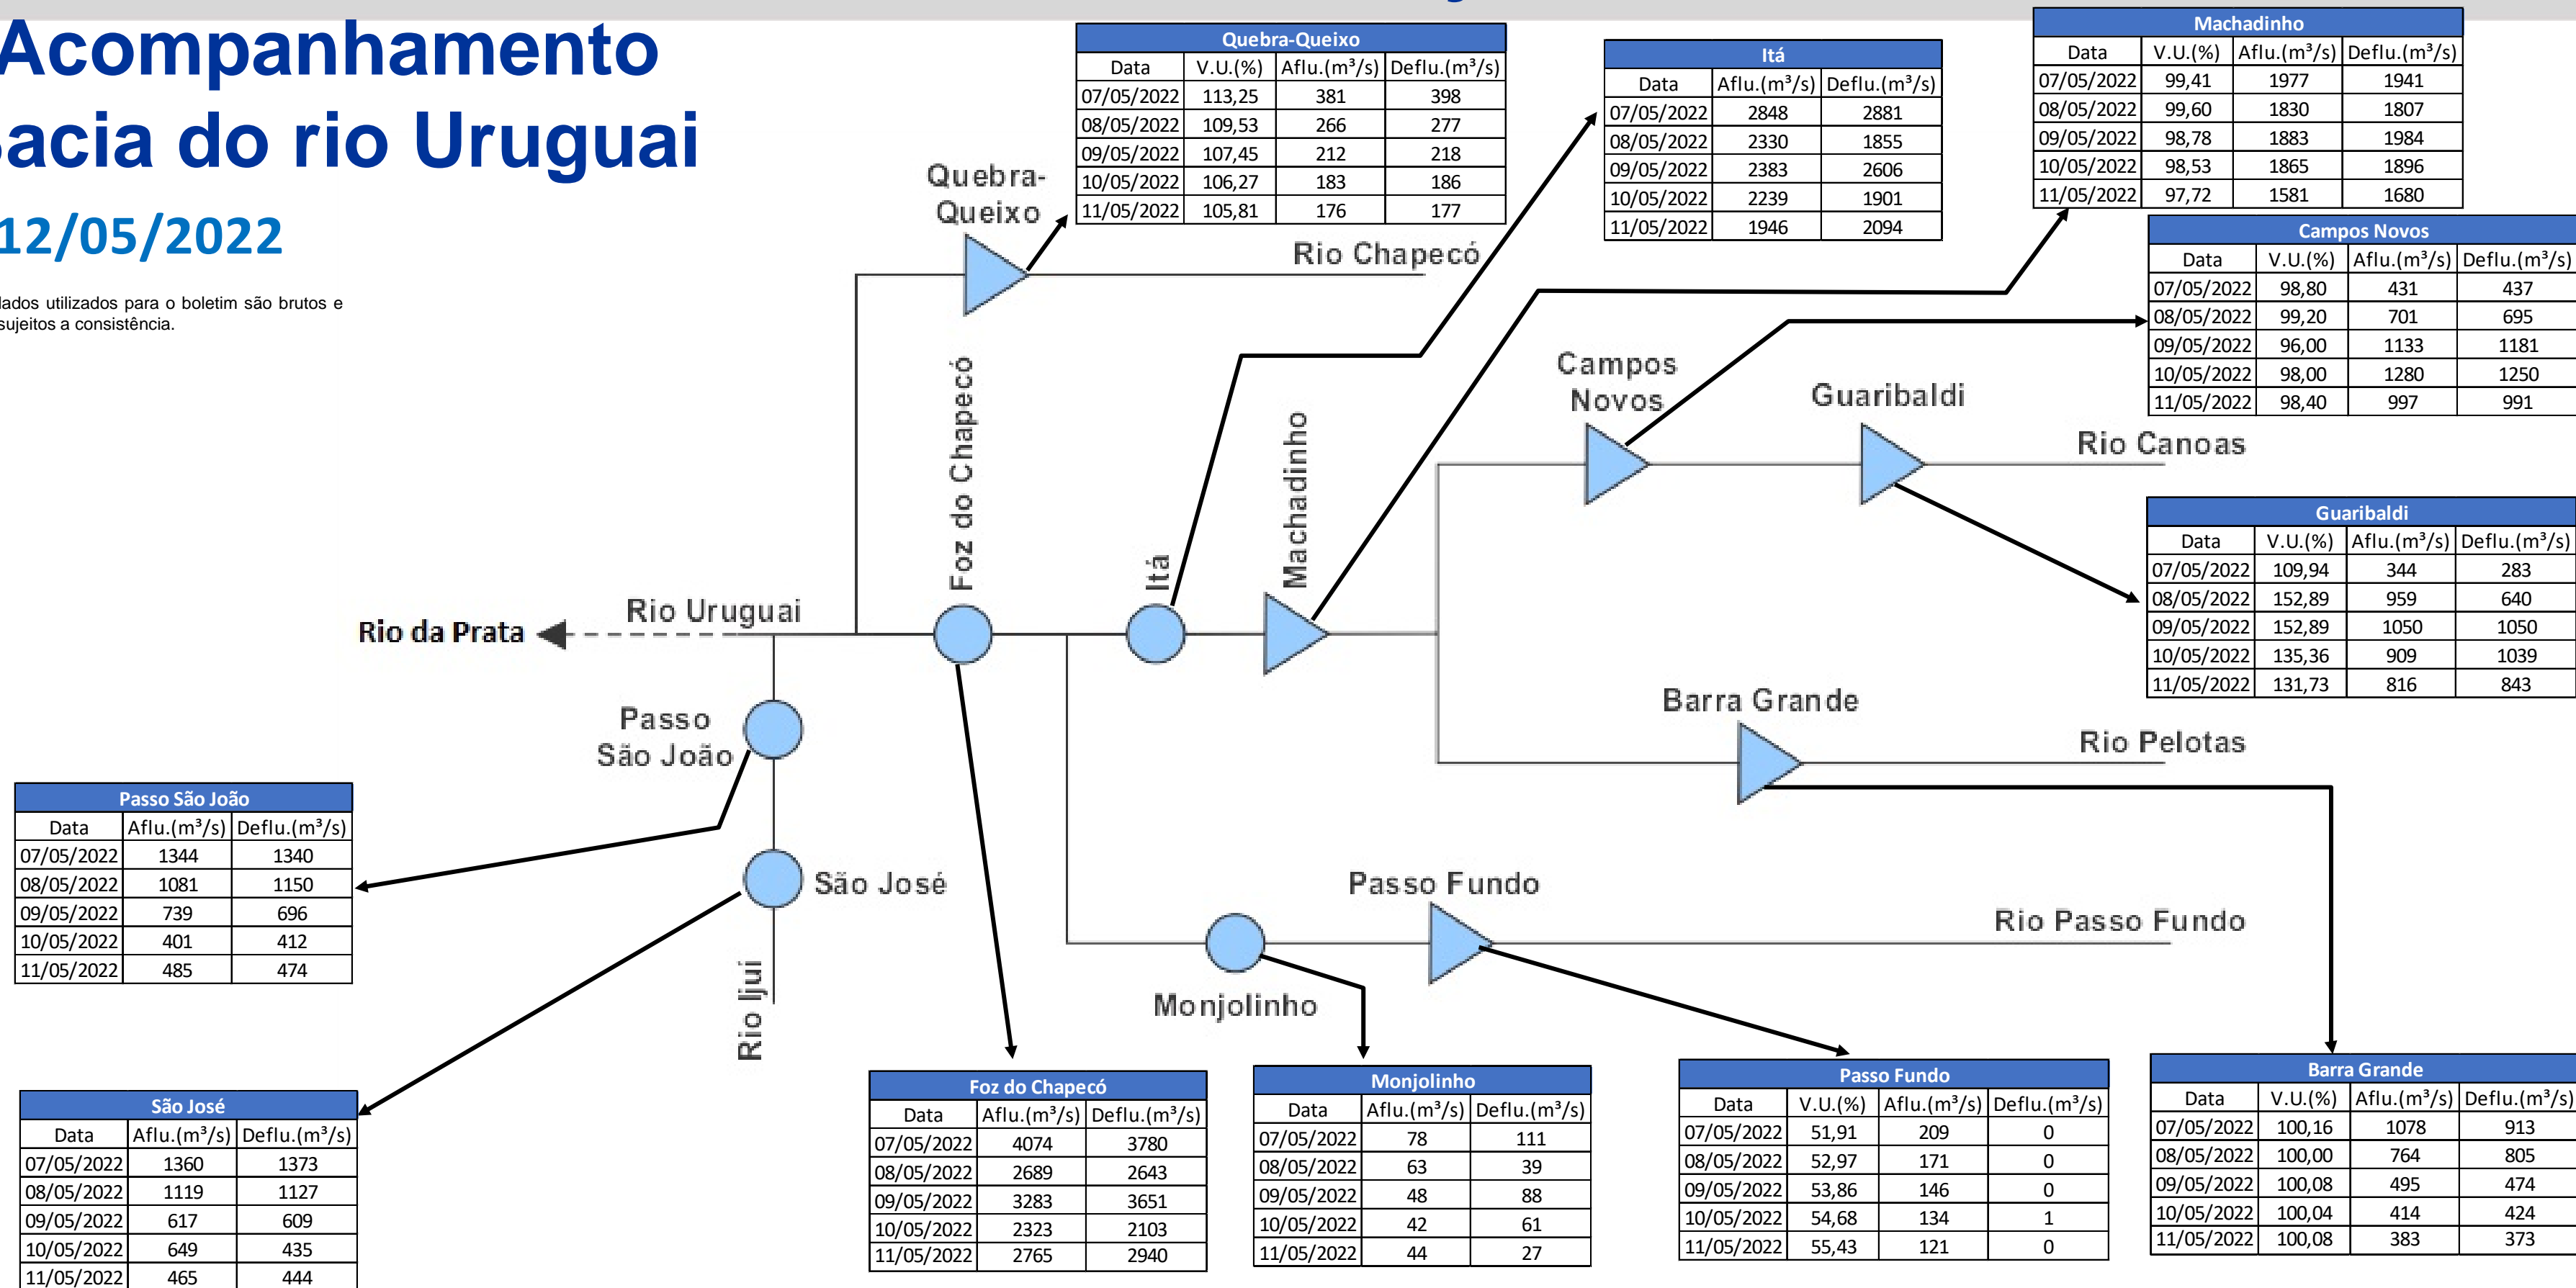 Acompanhamento
acia do rio Uruguai
12/05/2022
dados utilizados para o boletim são brutos e
sujeitos a consistência.
Quebra-Queixo
Data V.U.(%) Aflu.(m³/s) Deflu.(m³/s)
07/05/2022 113,25 381 398
08/05/2022 109,53 266 277
09/05/2022 107,45 212 218
10/05/2022 106,27 183 186
11/05/2022 105,81 176 177
Itá
Data Aflu.(m³/s) Deflu.(m³/s)
07/05/2022 2848 2881
08/05/2022 2330 1855
09/05/2022 2383 2606
10/05/2022 2239 1901
11/05/2022 1946 2094
Machadinho
Data V.U.(%) Aflu.(m³/s) Deflu.(m³/s)
07/05/2022 99,41 1977 1941
08/05/2022 99,60 1830 1807
09/05/2022 98,78 1883 1984
10/05/2022 98,53 1865 1896
11/05/2022 97,72 1581 1680
Campos Novos
Data V.U.(%) Aflu.(m³/s) Deflu.(m³/s)
07/05/2022 98,80 431 437
08/05/2022 99,20 701 695
09/05/2022 96,00 1133 1181
10/05/2022 98,00 1280 1250
11/05/2022 98,40 997 991
Quebra-
Queixo
Rio Chapecó
Foz do Chapecó
Itá
Machadinho
Campos
Novos
Guaribaldi
Rio Canoas
Guaribaldi
Data V.U.(%) Aflu.(m³/s) Deflu.(m³/s)
07/05/2022 109,94 344 283
08/05/2022 152,89 959 640
09/05/2022 152,89 1050 1050
10/05/2022 135,36 909 1039
11/05/2022 131,73 816 843
Rio da Prata
Rio Uruguai
Barra Grande
Rio Pelotas
Passo
São João
São José
Rio Ijuí
Passo Fundo
Rio Passo Fundo
Monjolinho
Passo São João
Data Aflu.(m³/s) Deflu.(m³/s)
07/05/2022 1344 1340
08/05/2022 1081 1150
09/05/2022 739 696
10/05/2022 401 412
11/05/2022 485 474
São José
Data Aflu.(m³/s) Deflu.(m³/s)
07/05/2022 1360 1373
08/05/2022 1119 1127
09/05/2022 617 609
10/05/2022 649 435
11/05/2022 465 444
Foz do Chapecó
Data Aflu.(m³/s) Deflu.(m³/s)
07/05/2022 4074 3780
08/05/2022 2689 2643
09/05/2022 3283 3651
10/05/2022 2323 2103
11/05/2022 2765 2940
Monjolinho
Data Aflu.(m³/s) Deflu.(m³/s)
07/05/2022 78 111
08/05/2022 63 39
09/05/2022 48 88
10/05/2022 42 61
11/05/2022 44 27
Passo Fundo
Data V.U.(%) Aflu.(m³/s) Deflu.(m³/s)
07/05/2022 51,91 209 0
08/05/2022 52,97 171 0
09/05/2022 53,86 146 0
10/05/2022 54,68 134 1
11/05/2022 55,43 121 0
Barra Grande
Data V.U.(%) Aflu.(m³/s) Deflu.(m³/s)
07/05/2022 100,16 1078 913
08/05/2022 100,00 764 805
09/05/2022 100,08 495 474
10/05/2022 100,04 414 424
11/05/2022 100,08 383 373